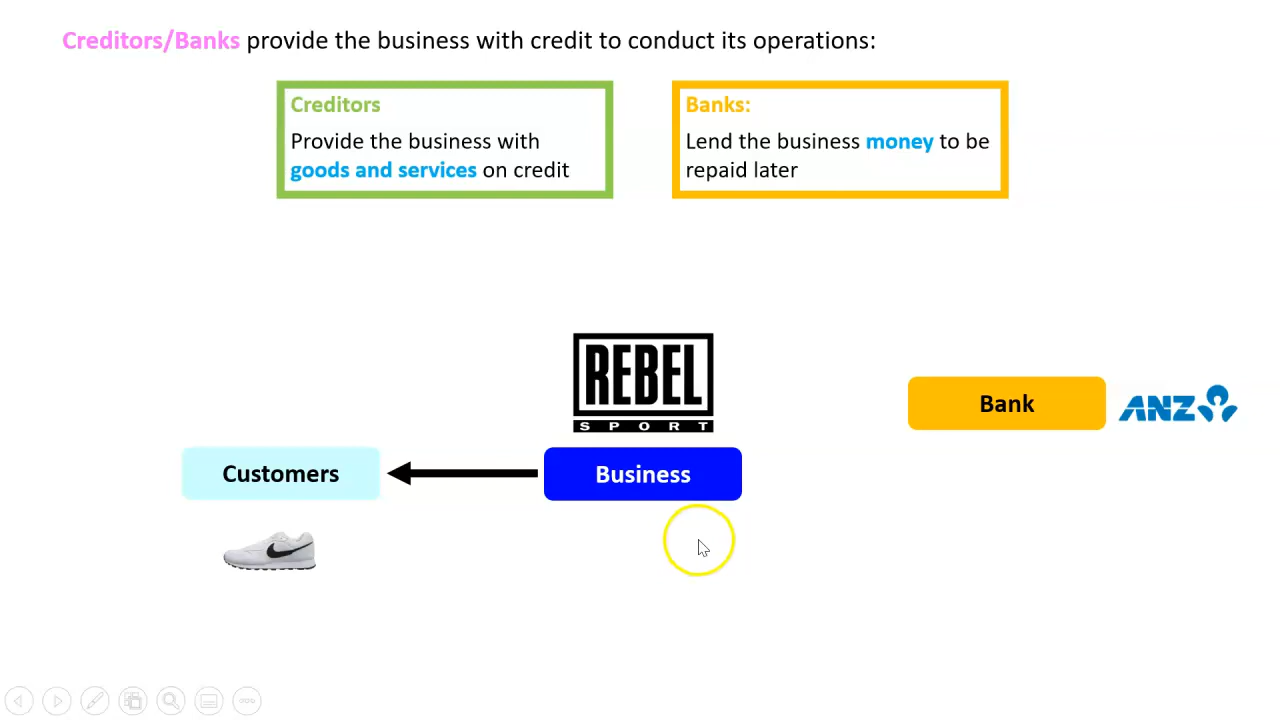 Creditors/Banks provide the business with credit to conduct its operations:
Creditors
Provide the business with
goods and services on credit
Banks:
Lend the business money to be
repaid later
REBEL
SPORT
Bank
ANZ
Customers
Business